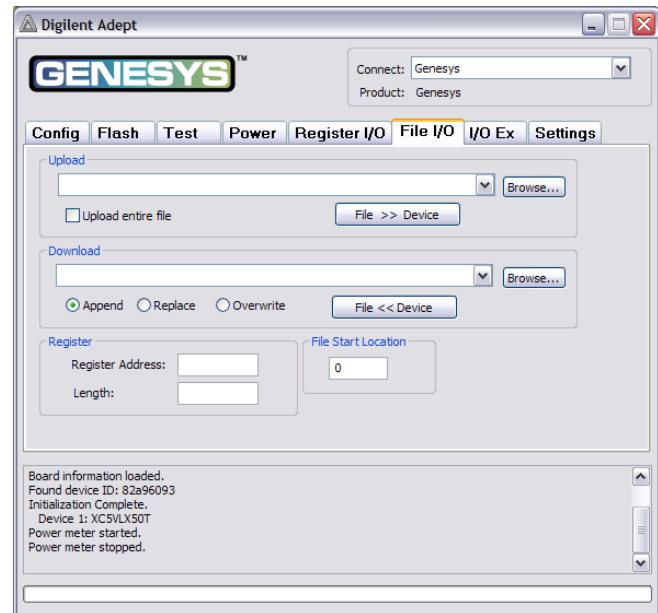 Digilent Adept
GENESYS™
Connect: Genesys
Product: Genesys
Config Flash Test Power Register I/O File I/O I/O Ex Settings
Upload
Browse...
Upload entire file
File >> Device
Download
Browse...
Append Replace Overwrite
File << Device
Register
Register Address:
Length:
File Start Location
0
Board information loaded.
Found device ID: 82a96093
Initialization Complete.
Device 1: XC5VLX50T
Power meter started.
Power meter stopped.